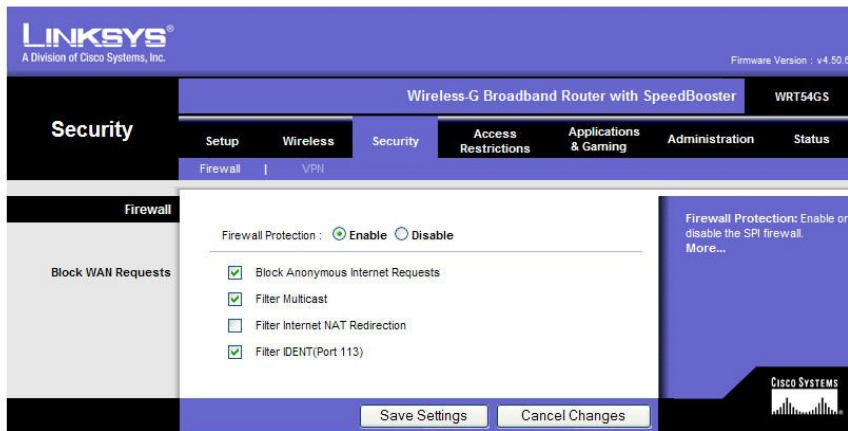 LINKSYS®
A Division of Cisco Systems, Inc.
Firmware Version : v4.50.6
Wireless-G Broadband Router with SpeedBooster WRT54GS
Security
Setup Wireless Security Access Restrictions Applications & Gaming Administration Status
Firewall | VPN
Firewall
Firewall Protection : Enable Disable
Block WAN Requests
Block Anonymous Internet Requests
Filter Multicast
Filter Internet NAT Redirection
Filter IDENT(Port 113)
Firewall Protection: Enable or
disable the SPI firewall.
More...
Save Settings Cancel Changes
CISCO SYSTEMS